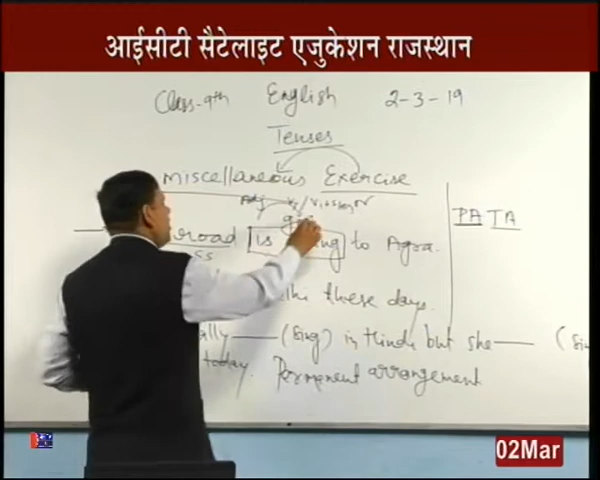 आईसीटी सैटेलाइट एजुकेशन राजस्थान
Class-9th English 2-3-19
Tenses
Miscellaneous Exercise
PA TA
road is to Agra.
these days.
(sing) in Hindi but she
today. Permanent arrangement
02Mar